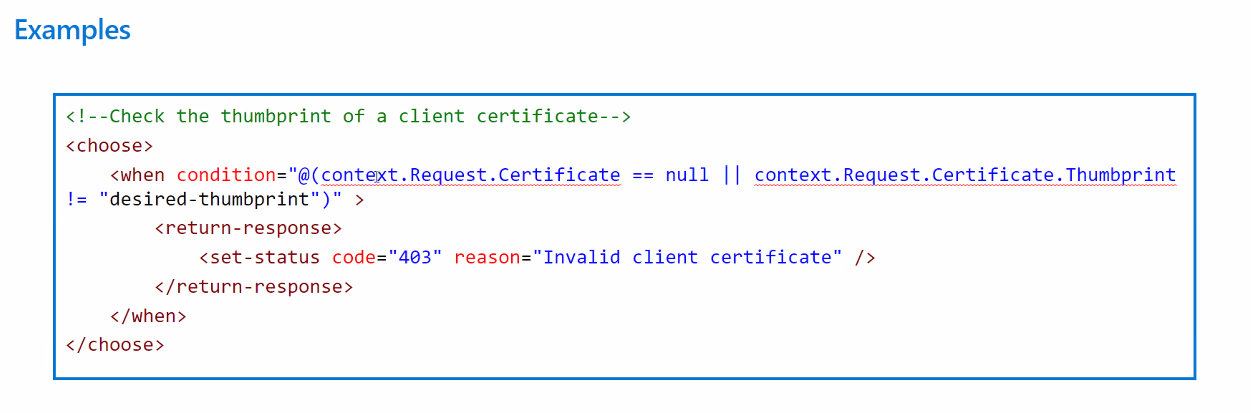 Examples
<!--Check the thumbprint of a client certificate-->
<choose>
<when condition="@(context.Request.Certificate == null || context.Request.Certificate.Thumbprint
!= "desired-thumbprint")" >
<return-response>
<set-status code="403" reason="Invalid client certificate" />
</return-response>
</when>
</choose>